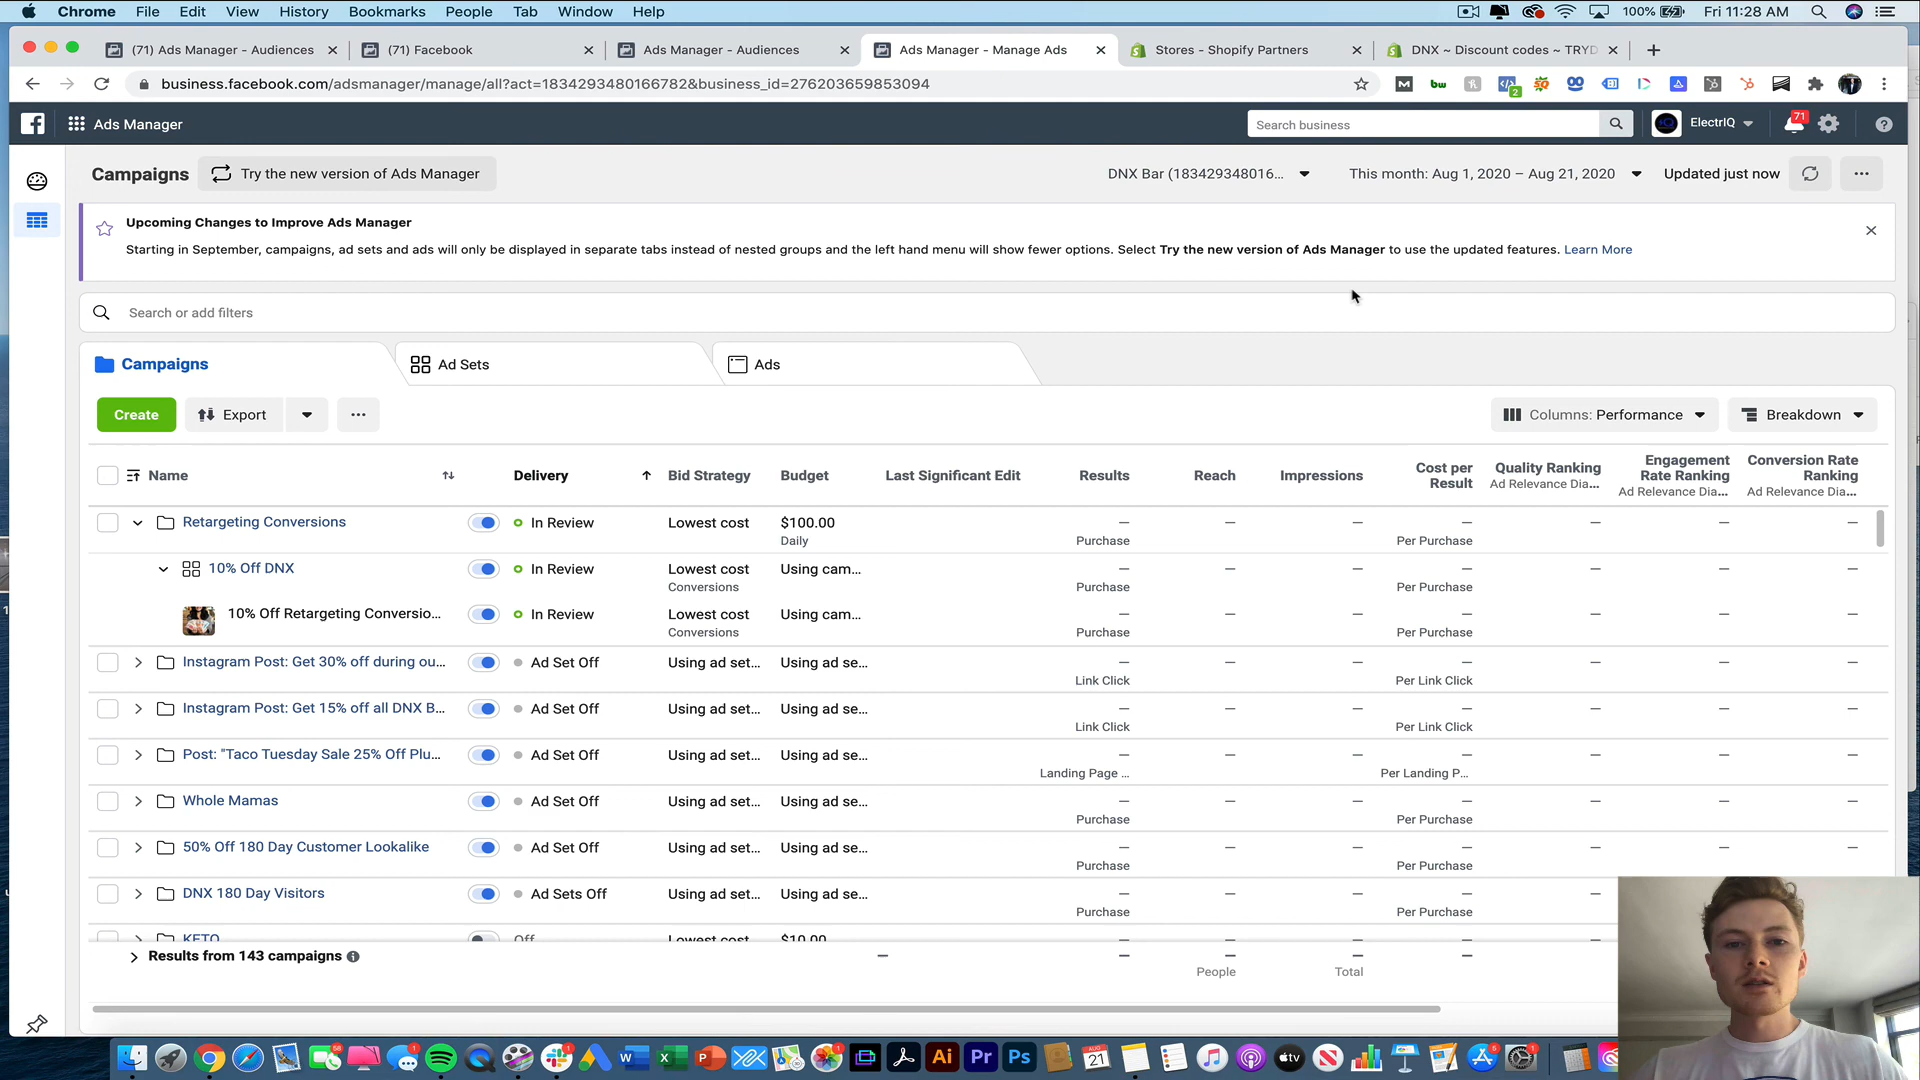 Chrome File Edit View History Bookmarks People Tab Window Help 100% Fri 11:28 AM
(71) Ads Manager - Audiences (71) Facebook Ads Manager - Audiences Ads Manager - Manage Ads Stores - Shopify Partners DNX ~ Discount codes ~ TRYD
business.facebook.com/adsmanager/manage/all?act=1834293480166782&business_id=276203659853094
Ads Manager Search business ElectrIQ 71
Campaigns Try the new version of Ads Manager DNX Bar (183429348016... This month: Aug 1, 2020 – Aug 21, 2020 Updated just now
Upcoming Changes to Improve Ads Manager
Starting in September, campaigns, ad sets and ads will only be displayed in separate tabs instead of nested groups and the left hand menu will show fewer options. Select Try the new version of Ads Manager to use the updated features. Learn More
Search or add filters
Campaigns Ad Sets Ads
Create Export Columns: Performance Breakdown
Name Delivery Bid Strategy Budget Last Significant Edit Results Reach Impressions Cost per Result Quality Ranking Ad Relevance Dia... Engagement Rate Ranking Ad Relevance Dia... Conversion Rate Ranking Ad Relevance Dia...
Retargeting Conversions In Review Lowest cost $100.00 — — — — — — —
Daily Purchase Per Purchase
10% Off DNX In Review Lowest cost Using cam... — — — — — — —
Conversions Purchase Per Purchase
10% Off Retargeting Conversio... In Review Lowest cost Using cam... — — — — — — —
Conversions Purchase Per Purchase
Instagram Post: Get 30% off during ou... Ad Set Off Using ad set... Using ad se... — — — — — — —
Link Click Per Link Click
Instagram Post: Get 15% off all DNX B... Ad Set Off Using ad set... Using ad se... — — — — — — —
Link Click Per Link Click
Post: "Taco Tuesday Sale 25% Off Plu... Ad Set Off Using ad set... Using ad se... — — — — — — —
Landing Page ... Per Landing P...
Whole Mamas Ad Set Off Using ad set... Using ad se... — — — — — — —
Purchase Per Purchase
50% Off 180 Day Customer Lookalike Ad Set Off Using ad set... Using ad se... — — — — — — —
Purchase Per Purchase
DNX 180 Day Visitors Ad Sets Off Using ad set... Using ad se... — — — — —
Purchase Per Purchase
KETO Off Lowest cost $10.00 — — — —
Results from 143 campaigns — — — — —
People Total